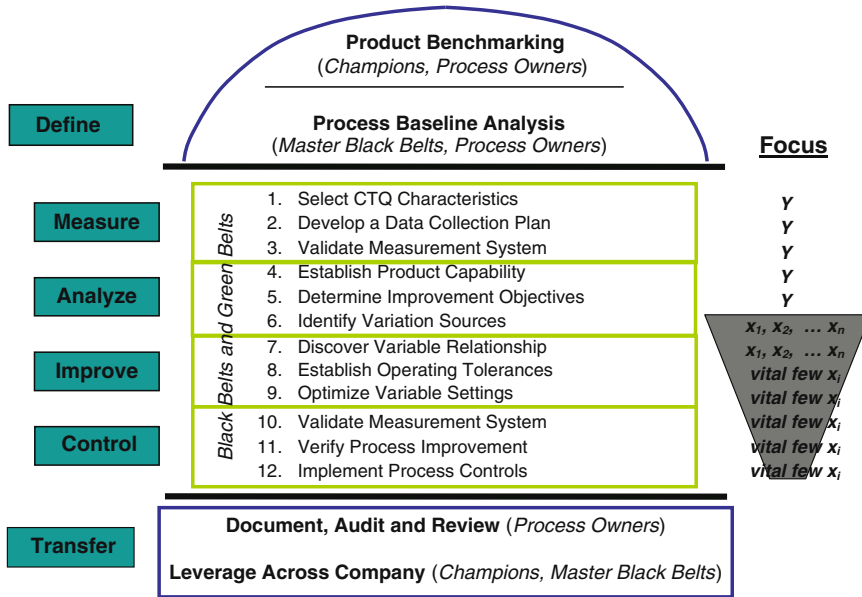 Product Benchmarking
(Champions, Process Owners)
Define
Process Baseline Analysis
(Master Black Belts, Process Owners)
Focus
Black Belts and Green Belts
Measure
1. Select CTQ Characteristics Y
2. Develop a Data Collection Plan Y
3. Validate Measurement System Y
Analyze
4. Establish Product Capability Y
5. Determine Improvement Objectives Y
6. Identify Variation Sources x1, x2, ... xn
Improve
7. Discover Variable Relationship x1, x2, ... xn
8. Establish Operating Tolerances vital few xi
9. Optimize Variable Settings vital few xi
Control
10. Validate Measurement System vital few xi
11. Verify Process Improvement vital few xi
12. Implement Process Controls vital few xi
Transfer
Document, Audit and Review (Process Owners)
Leverage Across Company (Champions, Master Black Belts)